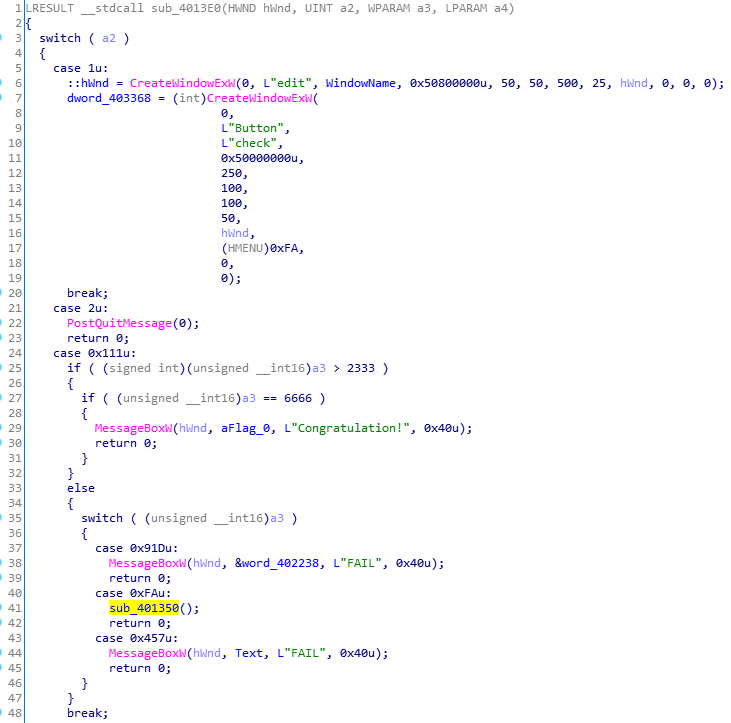 1 LRESULT __stdcall sub_4013E0(HWND hWnd, UINT a2, WPARAM a3, LPARAM a4)
2 {
3   switch ( a2 )
4   {
5     case 1u:
6       ::hWnd = CreateWindowExW(0, L"edit", WindowName, 0x50800000u, 50, 50, 500, 25, hWnd, 0, 0, 0);
7       dword_403368 = (int)CreateWindowExW(
8                             0,
9                             L"Button",
10                             L"check",
11                             0x50000000u,
12                             250,
13                             100,
14                             100,
15                             50,
16                             hWnd,
17                             (HMENU)0xFA,
18                             0,
19                             0);
20       break;
21     case 2u:
22       PostQuitMessage(0);
23       return 0;
24     case 0x111u:
25       if ( (signed int)(unsigned __int16)a3 > 2333 )
26       {
27         if ( (unsigned __int16)a3 == 6666 )
28         {
29           MessageBoxW(hWnd, aFlag_0, L"Congratulation!", 0x40u);
30           return 0;
31         }
32       }
33       else
34       {
35         switch ( (unsigned __int16)a3 )
36         {
37           case 0x91Du:
38             MessageBoxW(hWnd, &word_402238, L"FAIL", 0x40u);
39             return 0;
40           case 0xFAu:
41             sub_401350();
42             return 0;
43           case 0x457u:
44             MessageBoxW(hWnd, Text, L"FAIL", 0x40u);
45             return 0;
46         }
47       }
48       break;